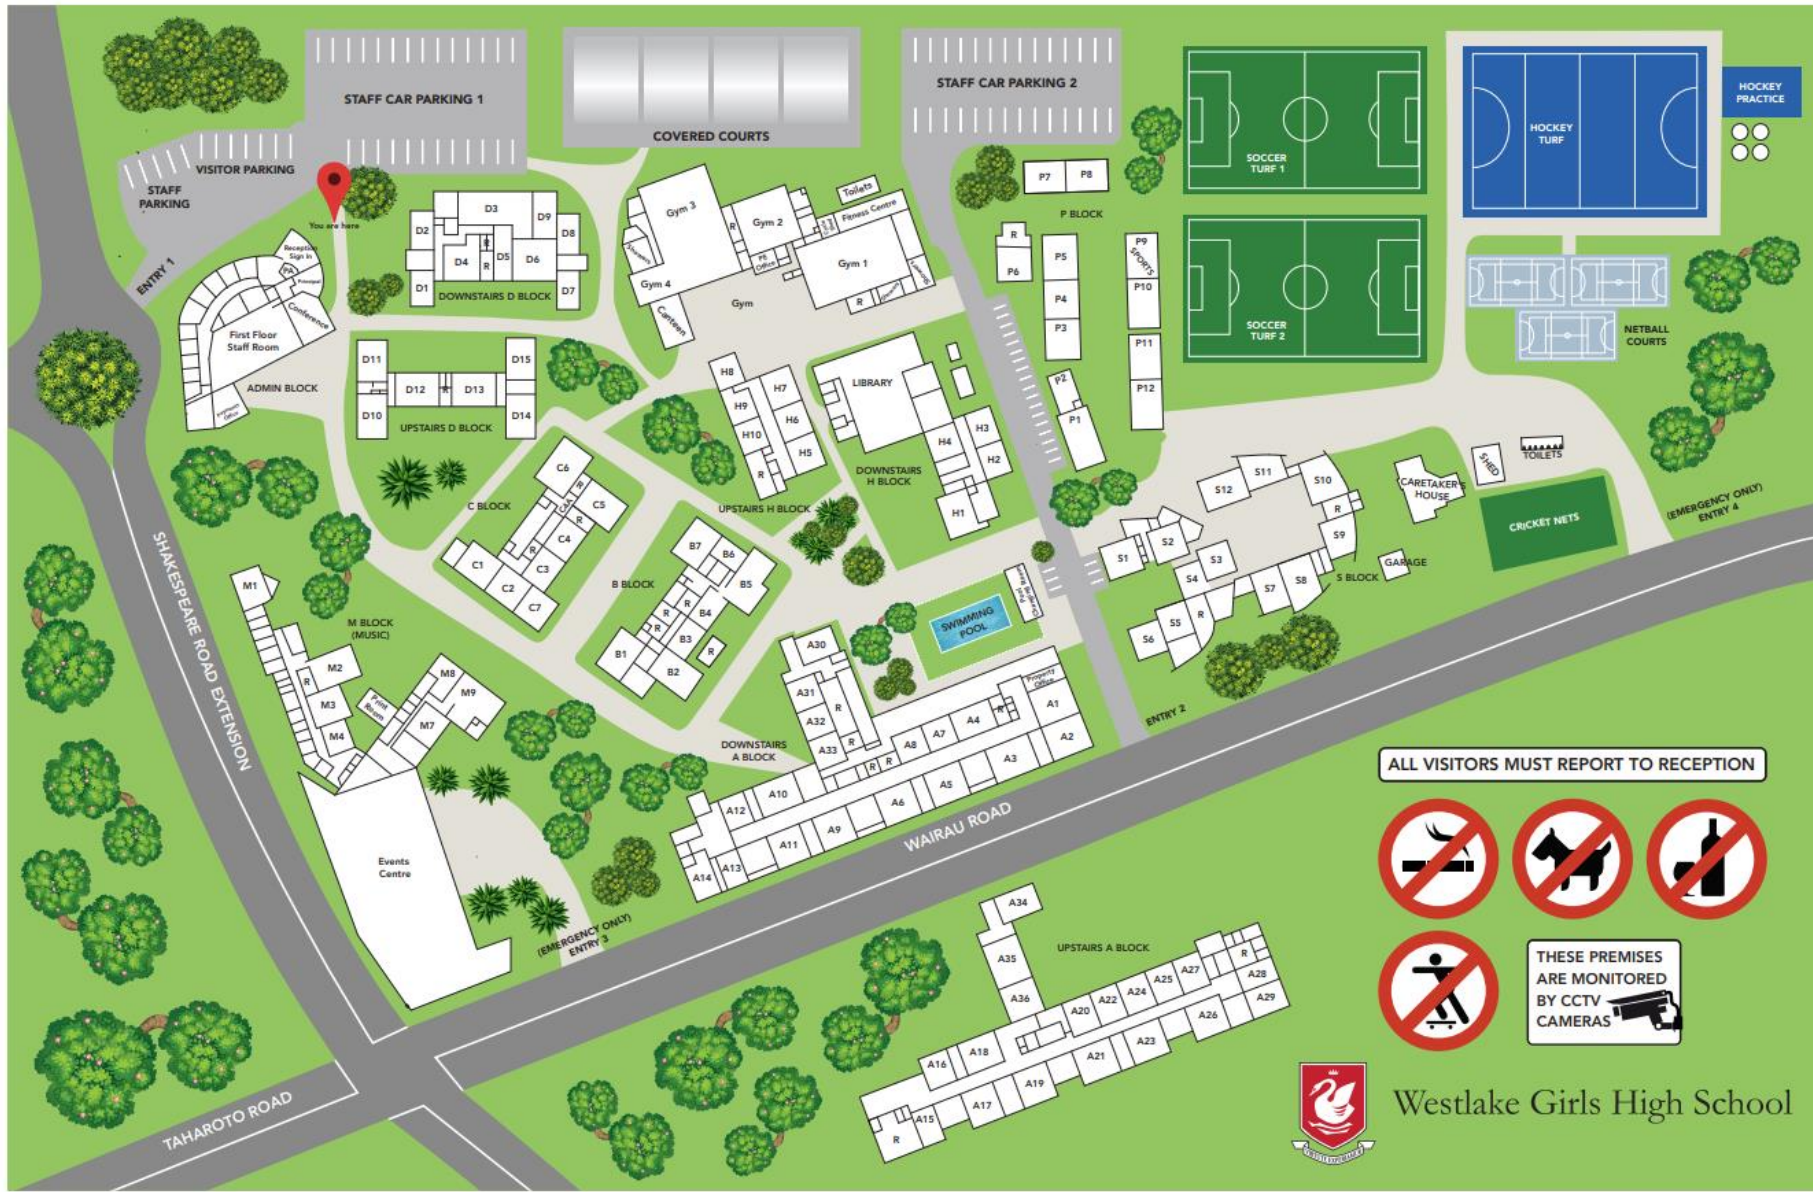 STAFF CAR PARKING 1
COVERED COURTS
STAFF CAR PARKING 2
VISITOR PARKING
STAFF
PARKING
You are here
ENTRY 1
Reception
Sign In
PA
Principal
Conference
First Floor
Staff Room
ADMIN BLOCK
D3
D9
D2
D8
R
D4
R
D5
D6
D1
D7
DOWNSTAIRS D BLOCK
D11
D15
D12
R
D13
D10
D14
UPSTAIRS D BLOCK
Gym 3
R
Gym 2
Toilets
Fitness Centre
Showers
PE
Office
Gym 1
Gym 4
Canteen
Gym
R
P7
P8
P BLOCK
R
P6
P5
P4
P3
P2
P1
P9
SPORTS
P10
P11
P12
SOCCER
TURF 1
SOCCER
TURF 2
HOCKEY
TURF
HOCKEY
PRACTICE
NETBALL
COURTS
H8
H7
H9
H6
H10
H5
R
UPSTAIRS H BLOCK
LIBRARY
H3
H4
H2
H1
DOWNSTAIRS
H BLOCK
C6
R
C5
CAA
R
C4
R
C3
C1
C2
C7
C BLOCK
B7
B6
B5
R
R
B4
R
B3
R
B1
B2
B BLOCK
S11
S12
S10
R
S9
S1
S2
S3
S4
S7
S8
S5
R
S6
S BLOCK
CARETAKER'S
HOUSE
SHED
TOILETS
CRICKET NETS
GARAGE
(EMERGENCY ONLY)
ENTRY 4
SWIMMING
POOL
M1
M BLOCK
(MUSIC)
M2
R
M3
M4
Print
Room
M8
M9
M7
Events
Centre
A30
A31
R
A32
A33
R
R
R
A8
A7
A4
R
Property
Office
A1
A2
A3
A5
A6
A9
A10
A11
A12
A13
A14
DOWNSTAIRS
A BLOCK
ENTRY 2
(EMERGENCY ONLY)
ENTRY 3
SHAKESPEARE ROAD EXTENSION
WAIRAU ROAD
TAHAROTO ROAD
A34
A35
A36
UPSTAIRS A BLOCK
A20
A22
A24
A25
A27
R
A28
A29
A26
A23
A21
A19
A18
A17
A16
A15
R
ALL VISITORS MUST REPORT TO RECEPTION
THESE PREMISES
ARE MONITORED
BY CCTV
CAMERAS
Westlake Girls High School